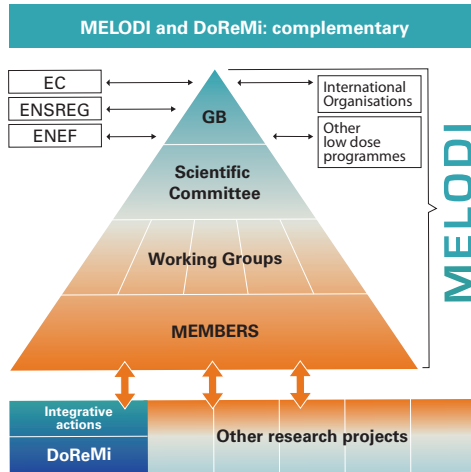 MELODI and DoReMi: complementary
EC
ENSREG
ENEF
GB
International
Organisations
Other
low dose
programmes
Scientific
Committee
Working Groups
MEMBERS
MELODI
Integrative
actions
DoReMi
Other research projects